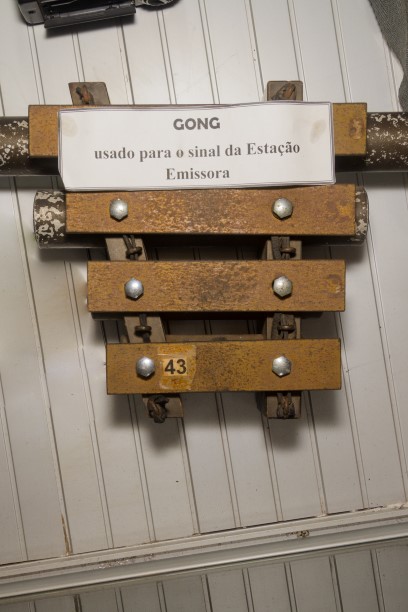 GONG
usado para o sinal da Estação
Emissora
43